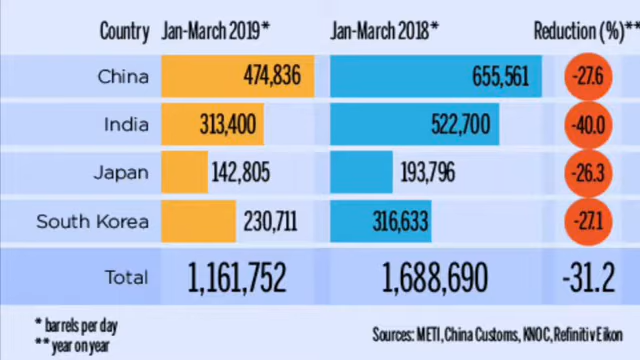 Country Jan-March 2019* Jan-March 2018* Reduction (%)**
China 474,836 655,561 -27.6
India 313,400 522,700 -40.0
Japan 142,805 193,796 -26.3
South Korea 230,711 316,633 -27.1
Total 1,161,752 1,688,690 -31.2
* barrels per day
** year on year
Sources: METI, China Customs, KNOC, Refinitiv Eikon